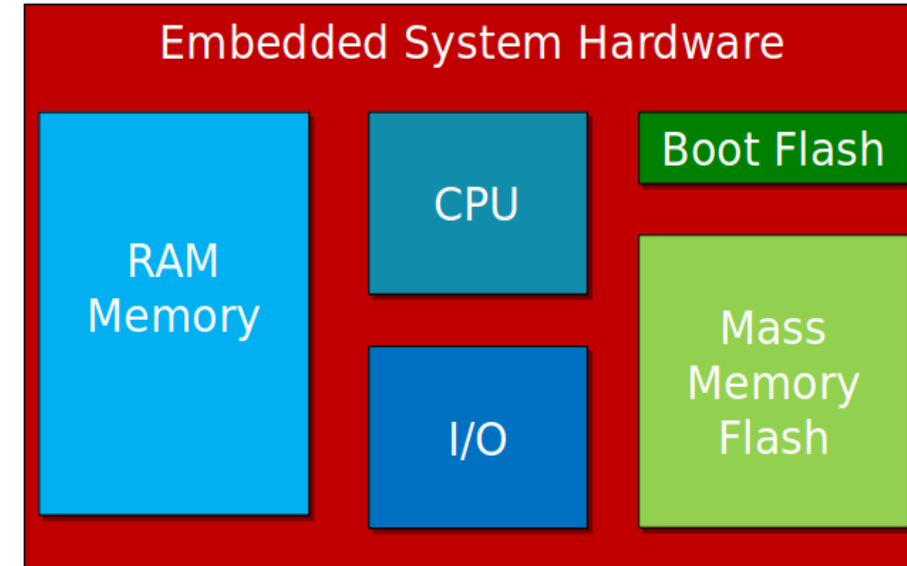 Embedded System Hardware
RAM
Memory
CPU
I/O
Boot Flash
Mass
Memory
Flash